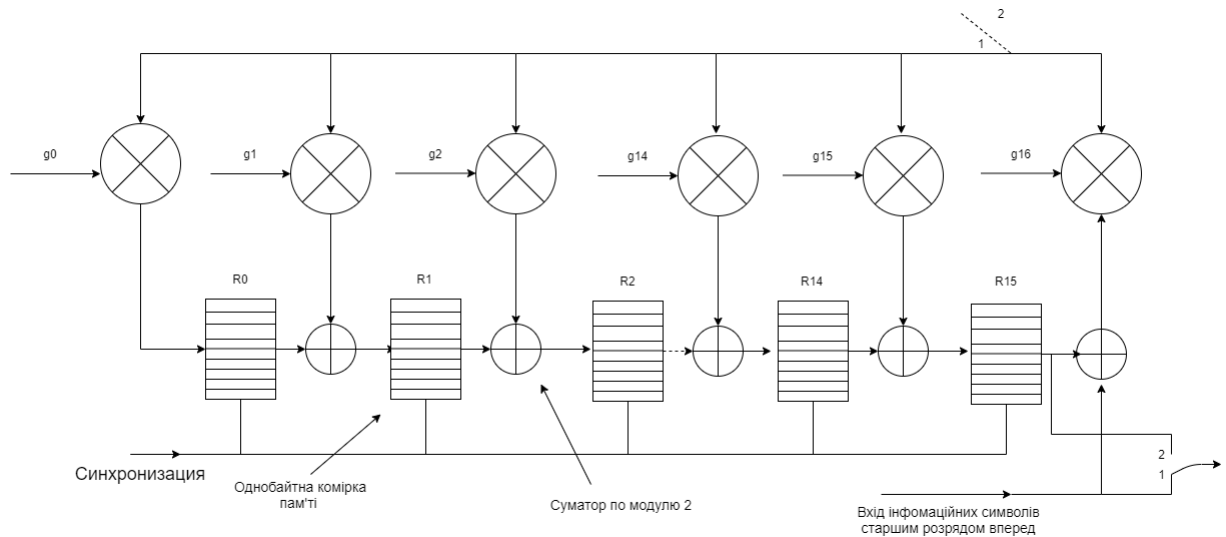 2
1
g0
g1
g2
g14
g15
g16
R0
R1
R2
R14
R15
Синхронизация
Однобайтна комірка
пам'яті
Суматор по модулю 2
2
1
Вхід інфомаційних символів
старшим розрядом вперед